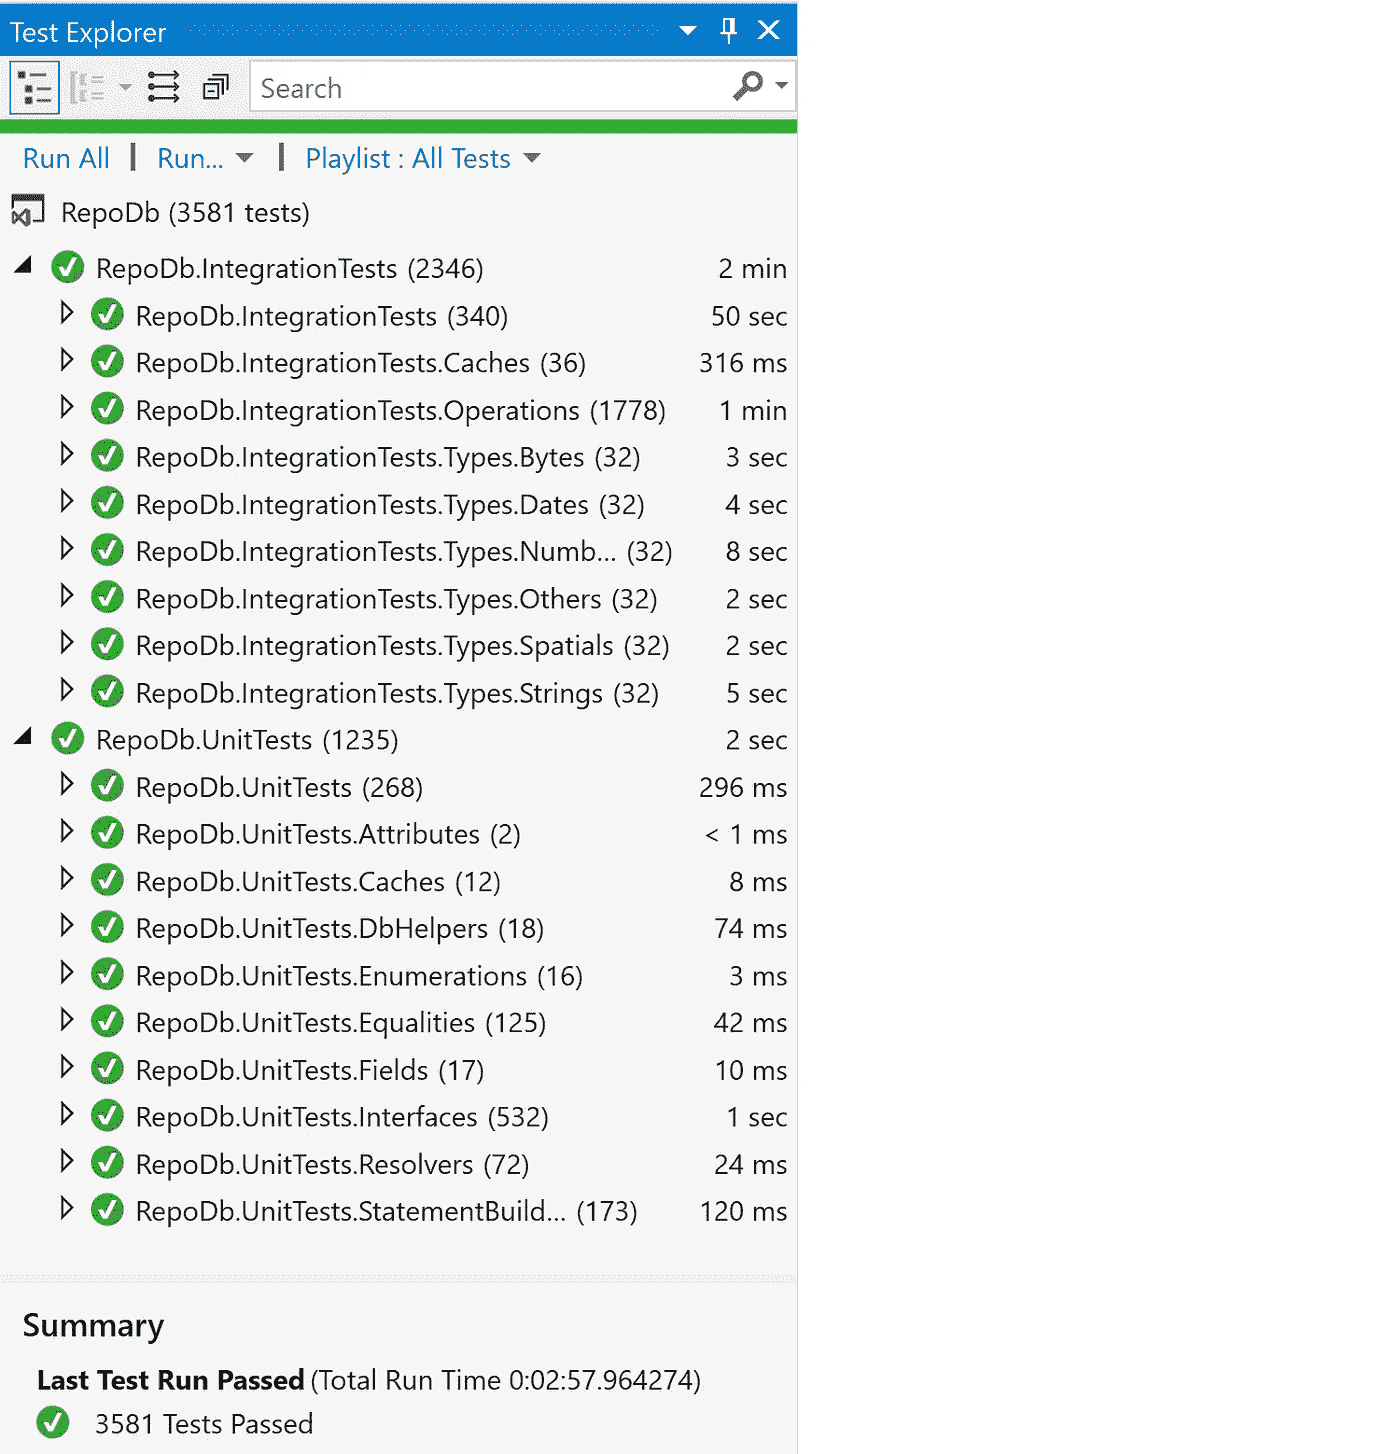 Test Explorer
Search
Run All | Run... | Playlist : All Tests
RepoDb (3581 tests)
RepoDb.IntegrationTests (2346) 2 min
RepoDb.IntegrationTests (340) 50 sec
RepoDb.IntegrationTests.Caches (36) 316 ms
RepoDb.IntegrationTests.Operations (1778) 1 min
RepoDb.IntegrationTests.Types.Bytes (32) 3 sec
RepoDb.IntegrationTests.Types.Dates (32) 4 sec
RepoDb.IntegrationTests.Types.Numb... (32) 8 sec
RepoDb.IntegrationTests.Types.Others (32) 2 sec
RepoDb.IntegrationTests.Types.Spatials (32) 2 sec
RepoDb.IntegrationTests.Types.Strings (32) 5 sec
RepoDb.UnitTests (1235) 2 sec
RepoDb.UnitTests (268) 296 ms
RepoDb.UnitTests.Attributes (2) < 1 ms
RepoDb.UnitTests.Caches (12) 8 ms
RepoDb.UnitTests.DbHelpers (18) 74 ms
RepoDb.UnitTests.Enumerations (16) 3 ms
RepoDb.UnitTests.Equalities (125) 42 ms
RepoDb.UnitTests.Fields (17) 10 ms
RepoDb.UnitTests.Interfaces (532) 1 sec
RepoDb.UnitTests.Resolvers (72) 24 ms
RepoDb.UnitTests.StatementBuild... (173) 120 ms
Summary
Last Test Run Passed (Total Run Time 0:02:57.964274)
3581 Tests Passed